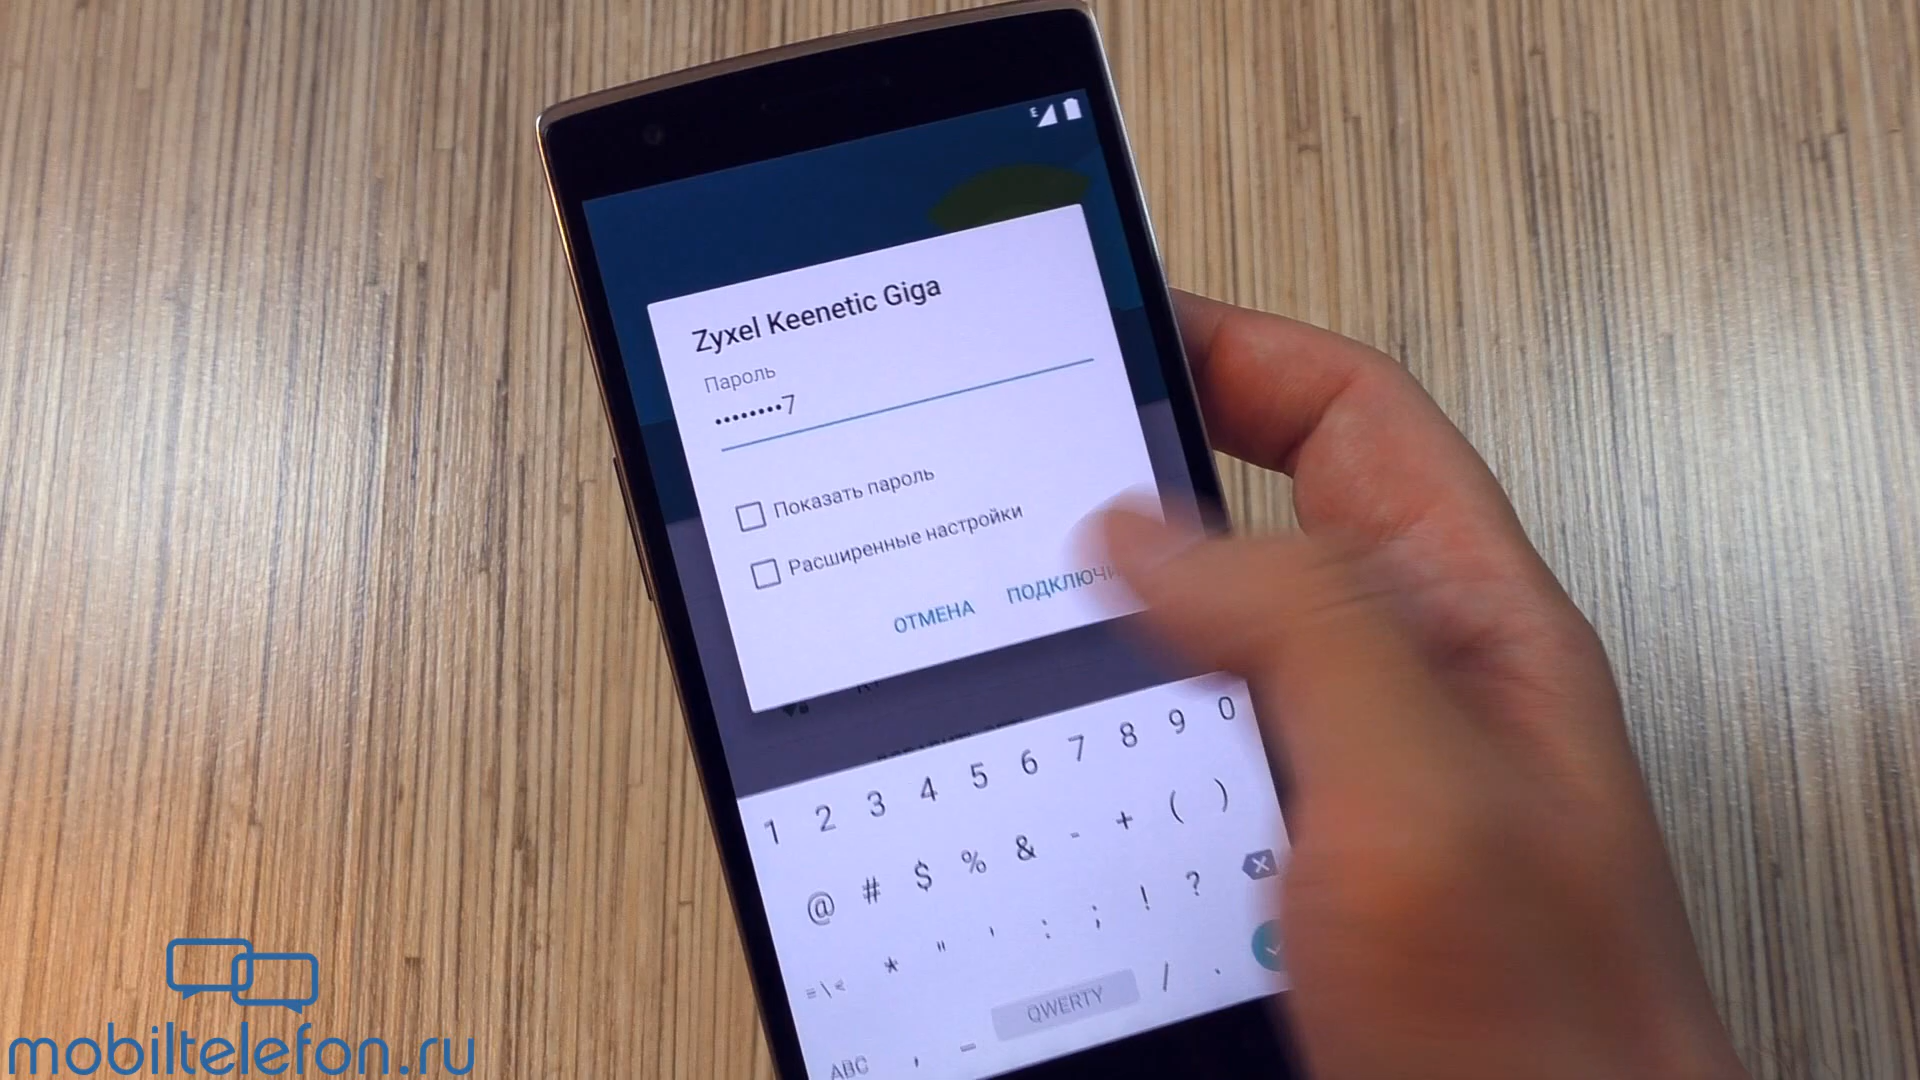 E
Zyxel Keenetic Giga
Пароль
••••••••7
Показать пароль
Расширенные настройки
ОТМЕНА ПОДКЛЮЧИ
1 2 3 4 5 6 7 8 9 0
@ # $ % & - + ( )
=\< * " ' : ; ! ?
ABC , _ QWERTY / .
mobiltelefon.ru